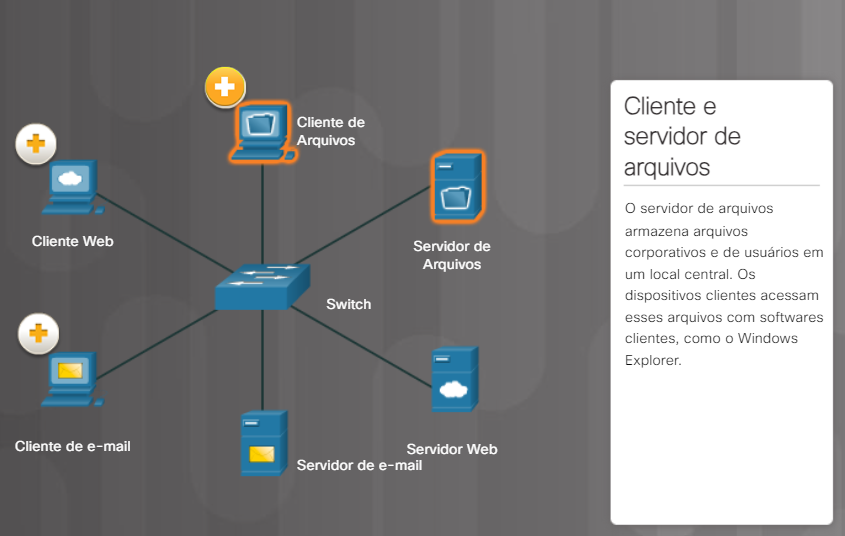 Cliente de
Arquivos
Cliente Web
Servidor de
Arquivos
Switch
Cliente de e-mail
Servidor de e-mail
Servidor Web
Cliente e
servidor de
arquivos
O servidor de arquivos
armazena arquivos
corporativos e de usuários em
um local central. Os
dispositivos clientes acessam
esses arquivos com softwares
clientes, como o Windows
Explorer.